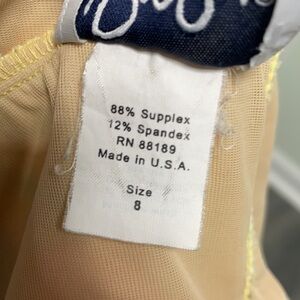 88% Supplex
12% Spandex
RN 88189
Made in U.S.A.
Size
8